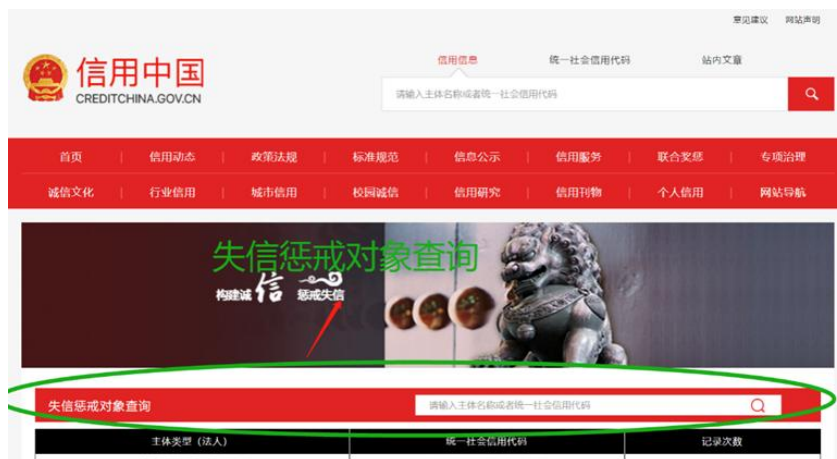 意见建议 网站声明
信用信息 统一社会信用代码 站内文章
信用中国
CREDITCHINA.GOV.CN
请输入主体名称或者统一社会信用代码
首页 信用动态 政策法规 标准规范 信息公示 信用服务 联合奖惩 专项治理
诚信文化 行业信用 城市信用 校园诚信 信用研究 信用刊物 个人信用 网站导航
失信惩戒对象查询
构建诚信 惩戒失信
失信惩戒对象查询 请输入主体名称或者统一社会信用代码
主体类型（法人） 统一社会信用代码 记录次数